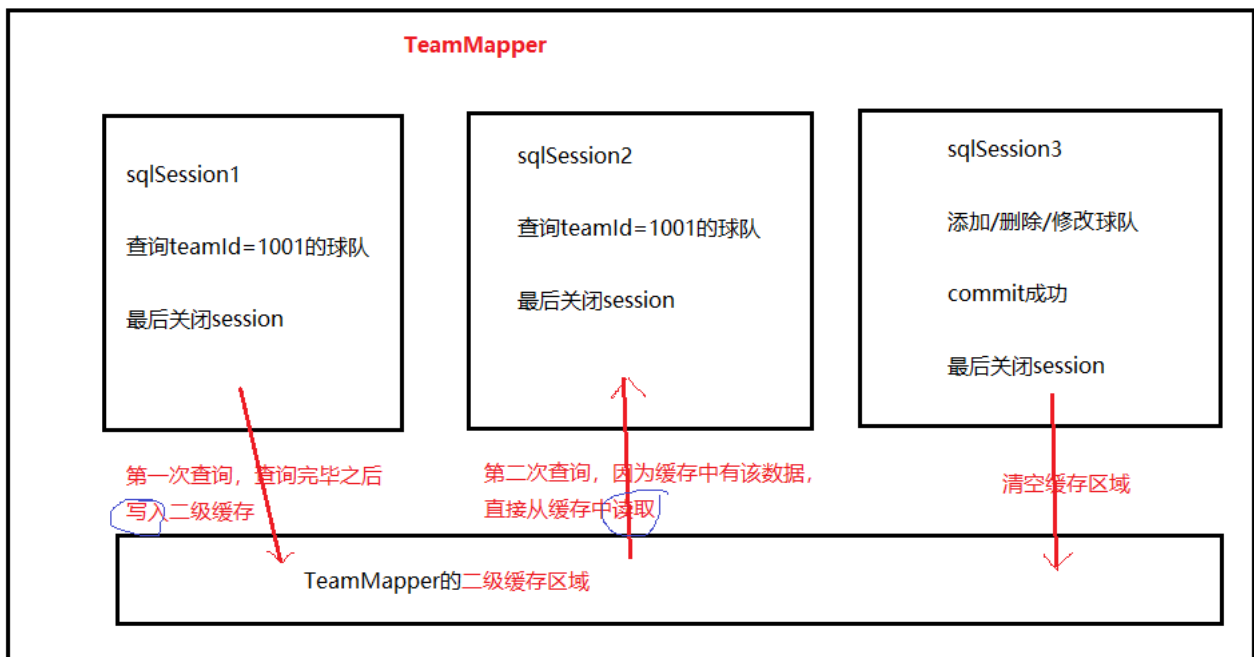 TeamMapper
sqlSession1
查询teamId=1001的球队
最后关闭session
sqlSession2
查询teamId=1001的球队
最后关闭session
sqlSession3
添加/删除/修改球队
commit成功
最后关闭session
第一次查询，查询完毕之后
写入二级缓存
第二次查询，因为缓存中有该数据，
直接从缓存中读取
清空缓存区域
TeamMapper的二级缓存区域